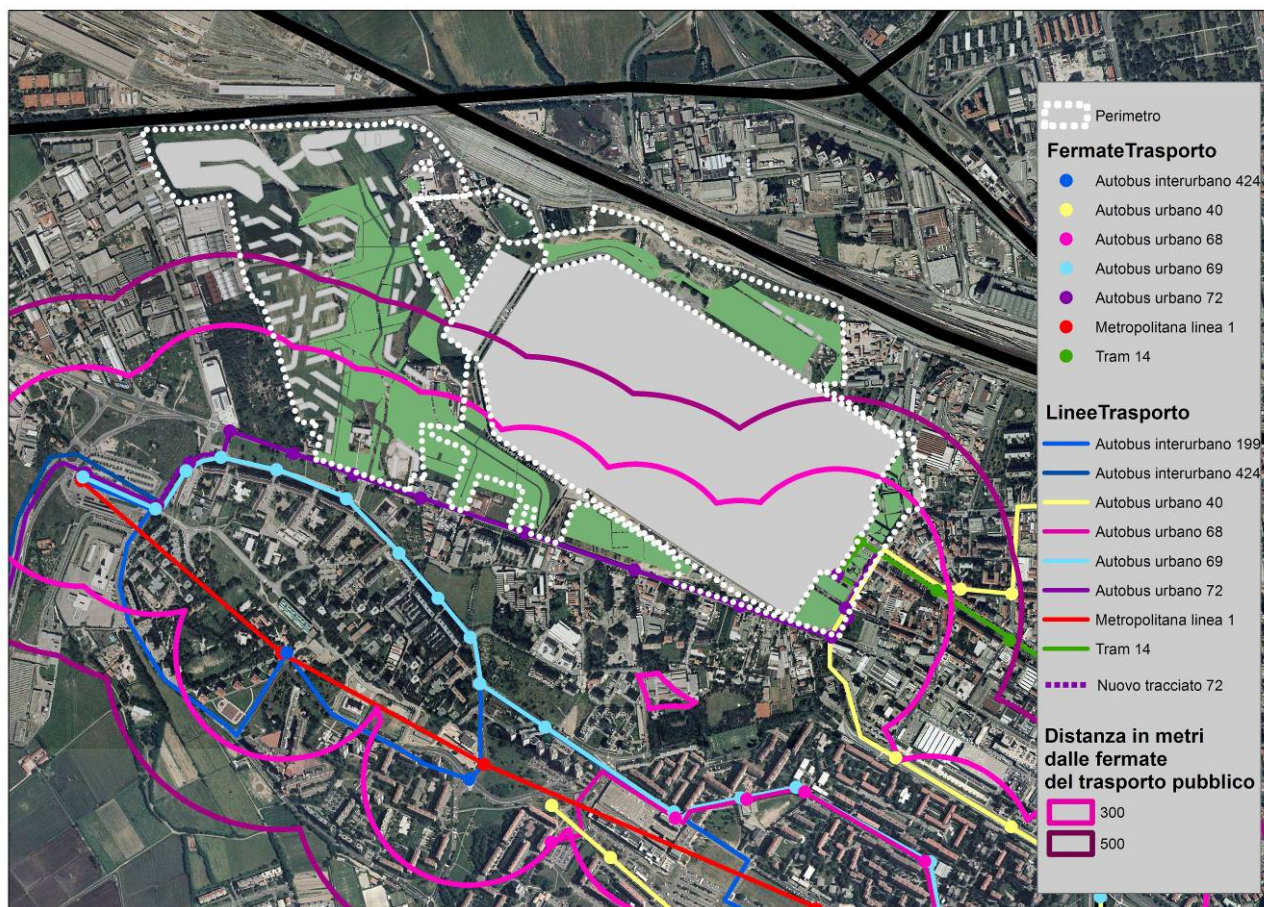 Perimetro
FermateTrasporto
Autobus interurbano 424
Autobus urbano 40
Autobus urbano 68
Autobus urbano 69
Autobus urbano 72
Metropolitana linea 1
Tram 14
LineeTrasporto
Autobus interurbano 199
Autobus interurbano 424
Autobus urbano 40
Autobus urbano 68
Autobus urbano 69
Autobus urbano 72
Metropolitana linea 1
Tram 14
Nuovo tracciato 72
Distanza in metri
dalle fermate
del trasporto pubblico
300
500